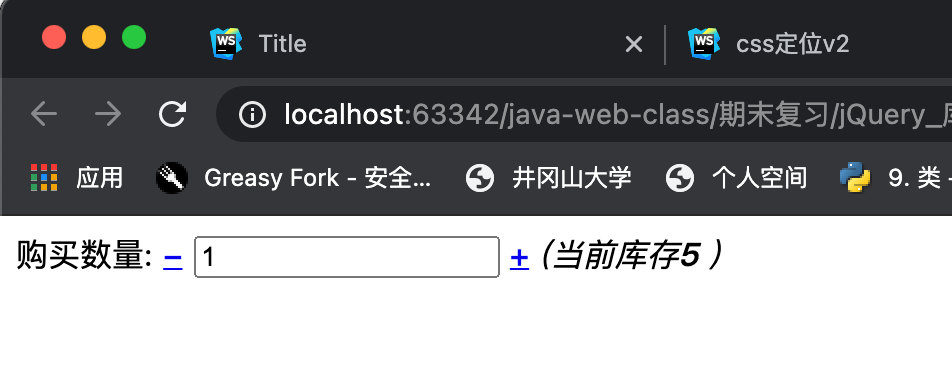 WS Title × WS css定位v2
localhost:63342/java-web-class/期末复习/jQuery_
应用 Greasy Fork - 安全... 井冈山大学 个人空间 9. 类 -
购买数量: - 1 + (当前库存5 )